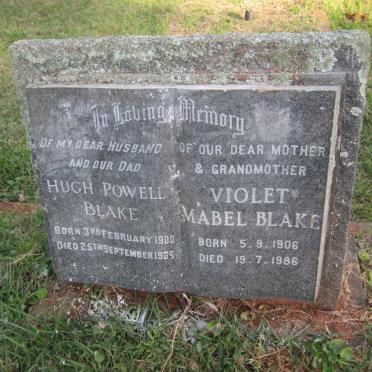 In Loving Memory
OF MY DEAR HUSBAND
AND OUR DAD
HUGH POWELL
BLAKE
BORN 3RD FEBRUARY 1900
DIED 25TH SEPTEMBER 1965
OF OUR DEAR MOTHER
& GRANDMOTHER
VIOLET
MABEL BLAKE
BORN 5.9.1906
DIED 19.7.1986